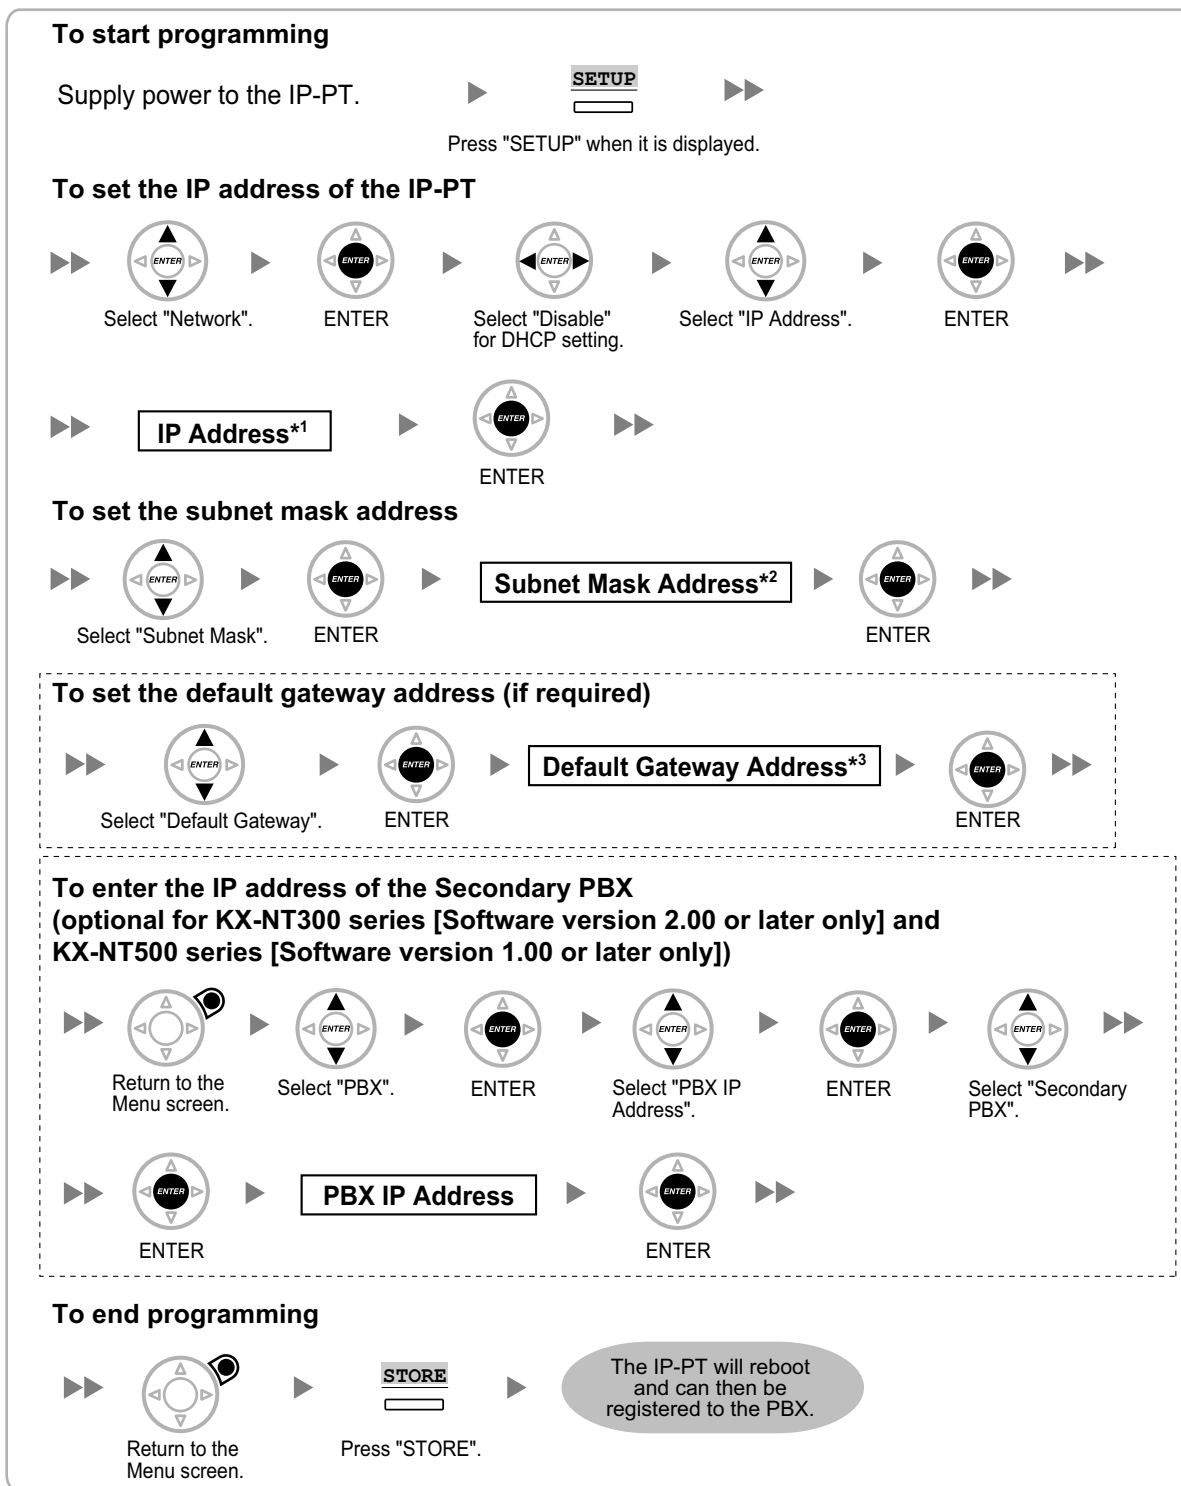 To start programming
Supply power to the IP-PT.
SETUP
Press "SETUP" when it is displayed.
To set the IP address of the IP-PT
ENTER ENTER ENTER ENTER ENTER
Select "Network". ENTER Select "Disable" Select "IP Address". ENTER
for DHCP setting.
IP Address*1 ENTER
ENTER
To set the subnet mask address
ENTER ENTER Subnet Mask Address*2 ENTER
Select "Subnet Mask". ENTER ENTER
To set the default gateway address (if required)
ENTER ENTER Default Gateway Address*3 ENTER
Select "Default Gateway". ENTER ENTER
To enter the IP address of the Secondary PBX
(optional for KX-NT300 series [Software version 2.00 or later only] and
KX-NT500 series [Software version 1.00 or later only])
ENTER ENTER ENTER ENTER ENTER
Return to the Select "PBX". ENTER Select "PBX IP ENTER Select "Secondary
Menu screen. Address". PBX".
ENTER PBX IP Address ENTER
ENTER ENTER
To end programming
STORE
The IP-PT will reboot
and can then be
registered to the PBX.
Return to the Press "STORE".
Menu screen.